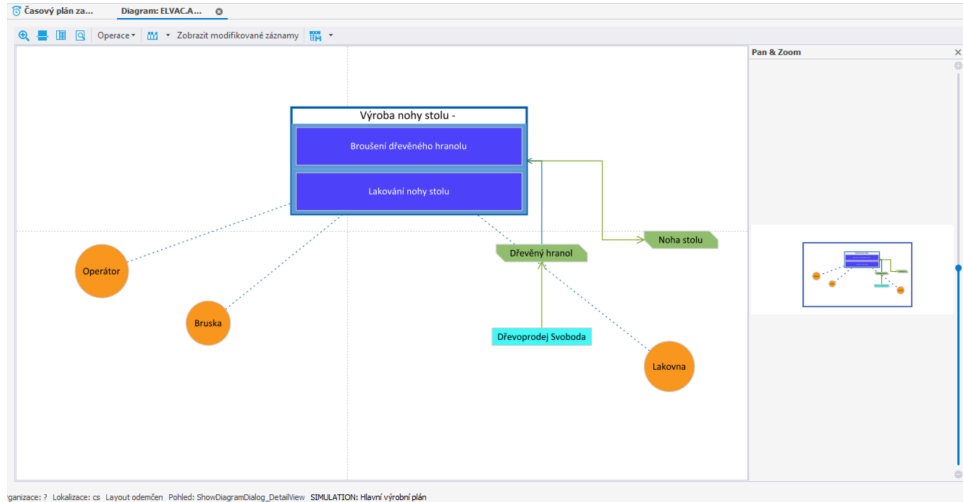 Časový plán za...
Diagram: ELVAC.A...
Operace
Zobrazit modifikované záznamy
Pan & Zoom
Výroba nohy stolu -
Broušení dřevěného hranolu
Lakování nohy stolu
Noha stolu
Dřevěný hranol
Operátor
Bruska
Dřevoprodej Svoboda
Lakovna
rganizace: ? Lokalizace: cs Layout odemčen Pohled: ShowDiagramDialog_DetailView SIMULATION: Hlavní výrobní plán